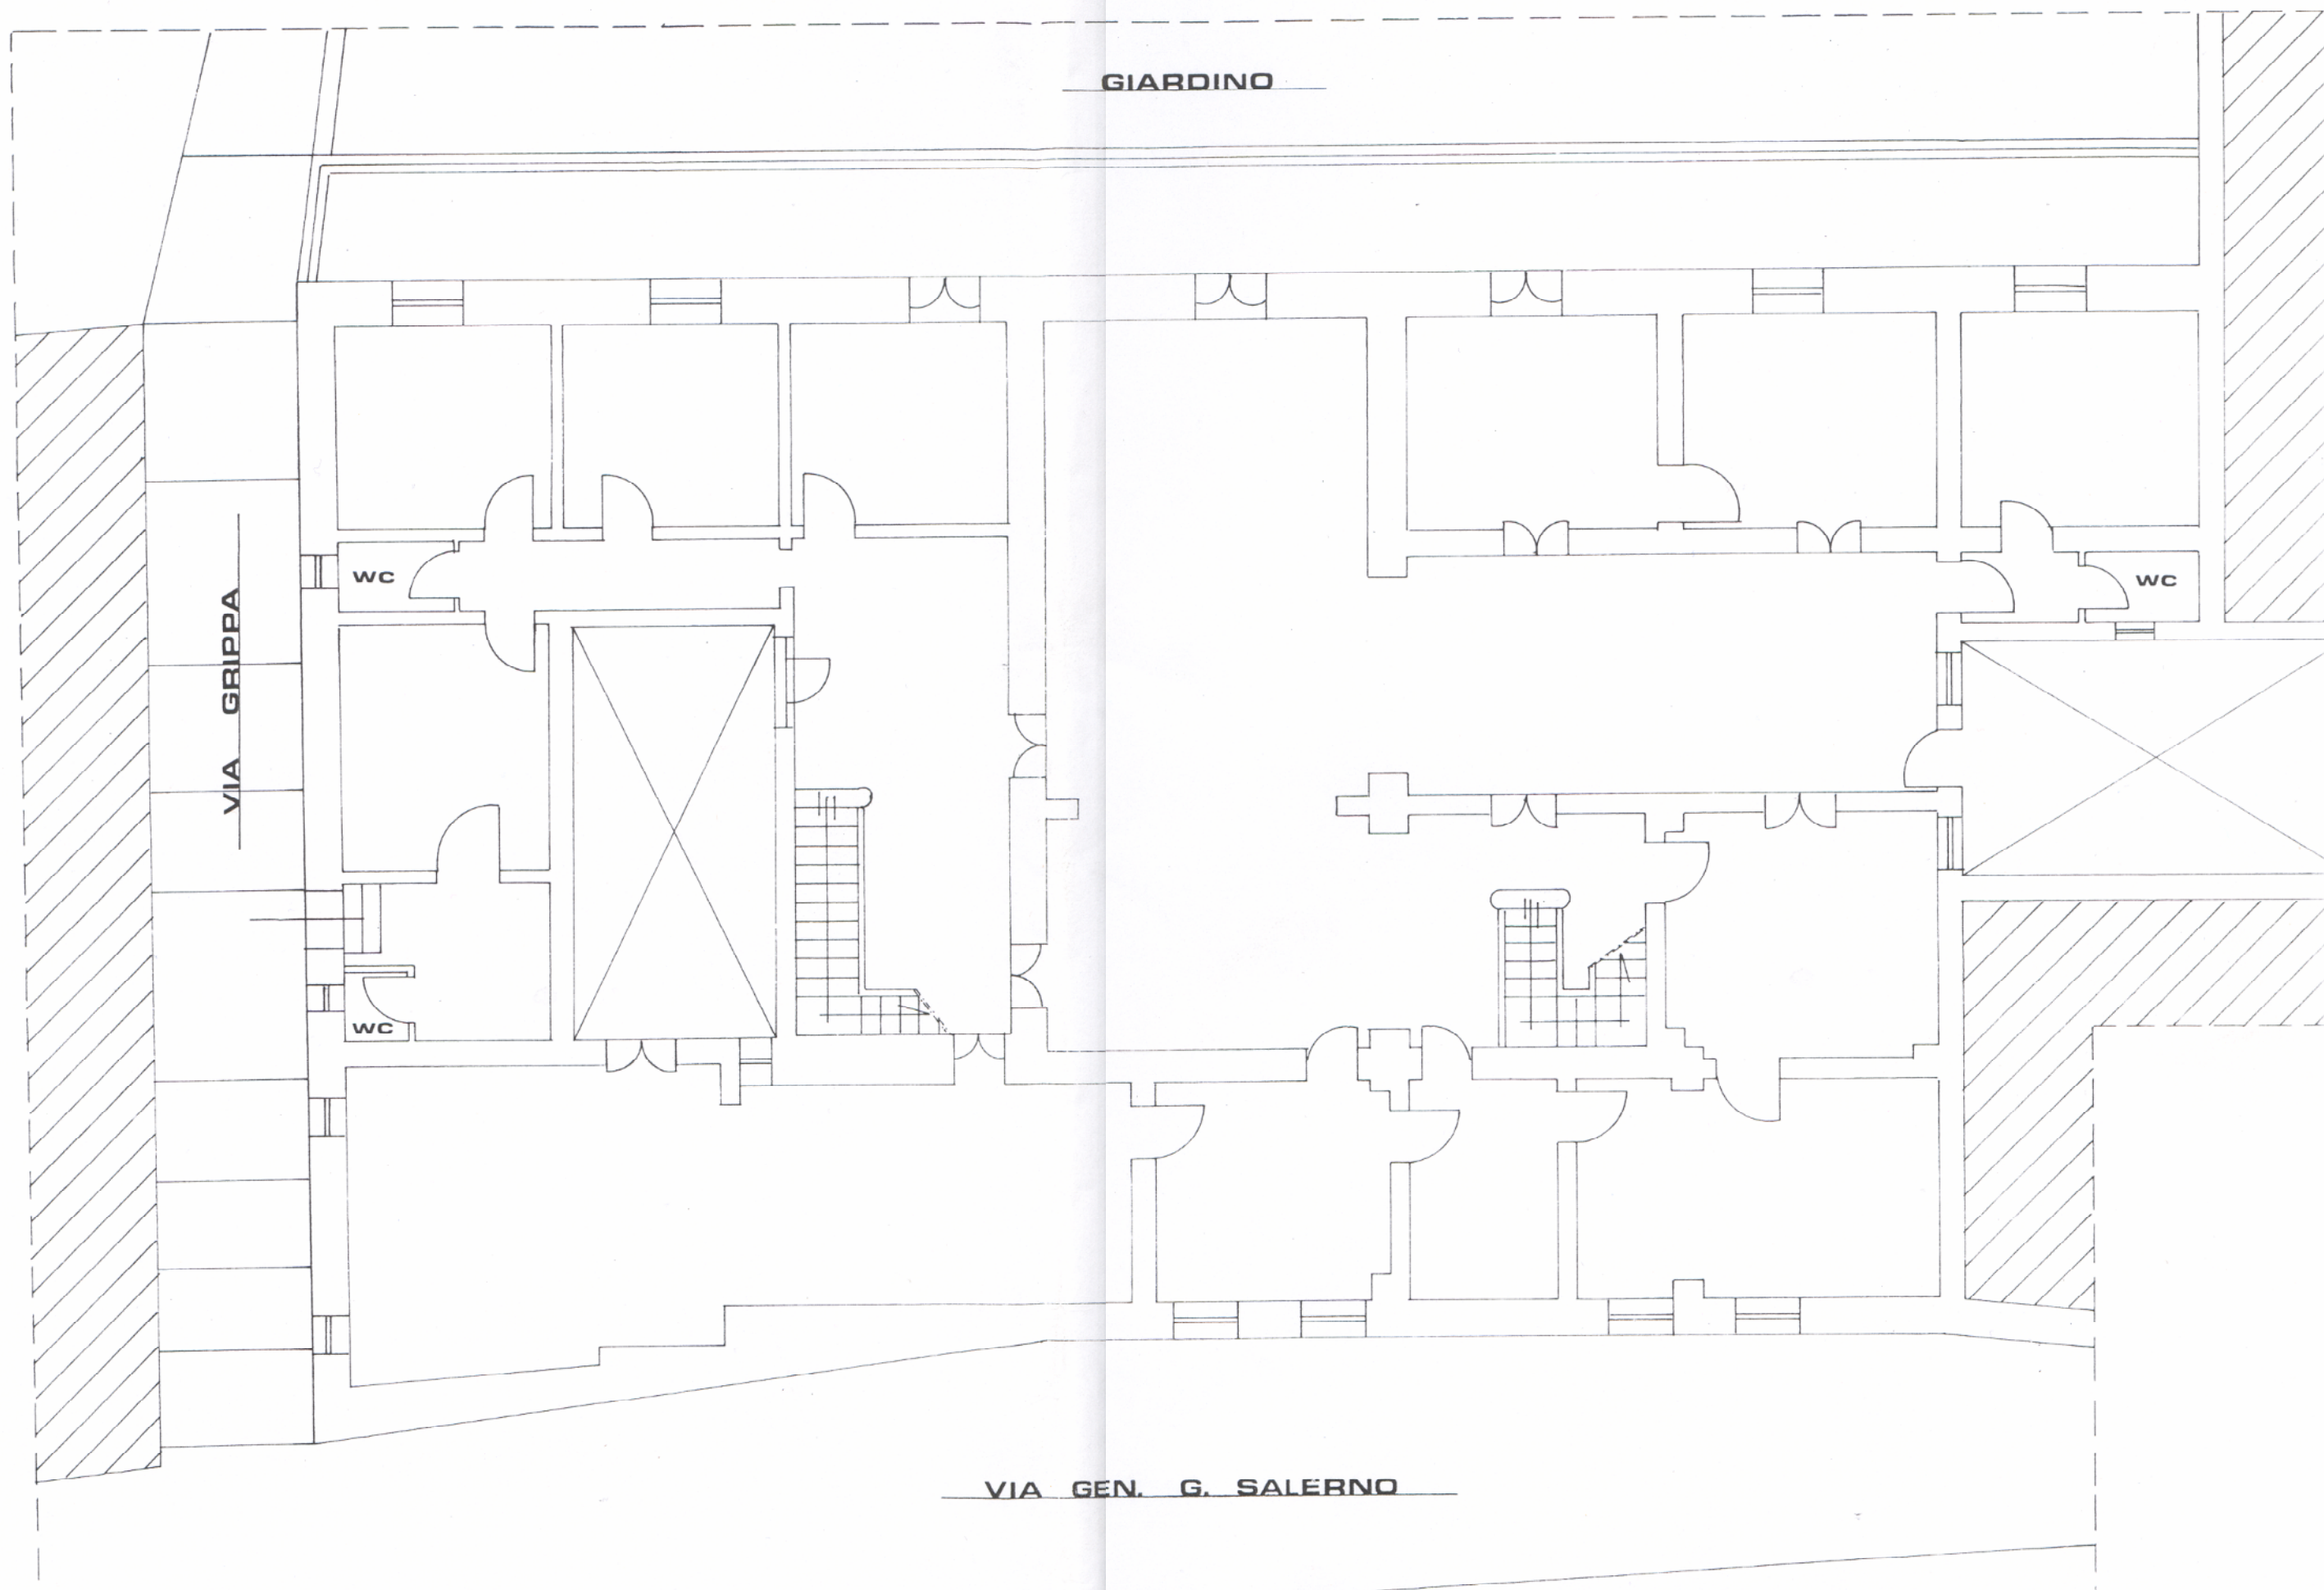 GIARDINO
WC
WC
VIA GRIPPA
WC
VIA GEN. G. SALERNO